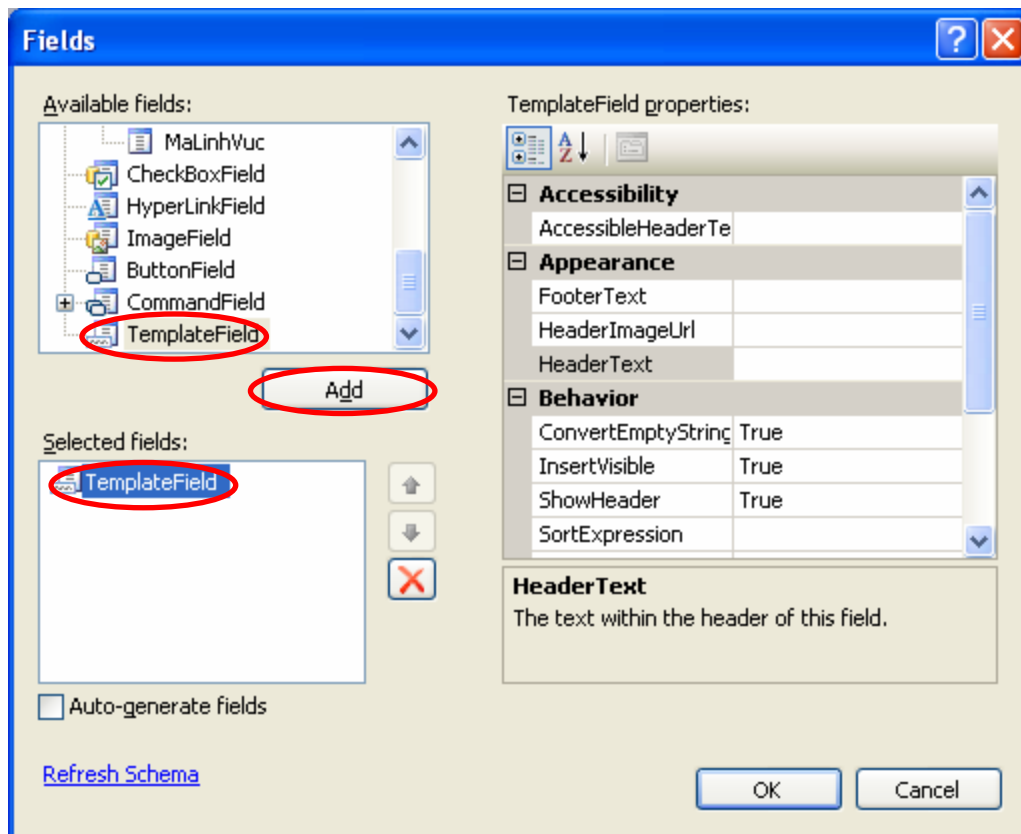 Fields
Available fields:
MaLinhVuc
CheckBoxField
HyperLinkField
ImageField
ButtonField
CommandField
TemplateField
Add
Selected fields:
TemplateField
Auto-generate fields
Refresh Schema
TemplateField properties:
Accessibility
AccessibleHeaderTe
Appearance
FooterText
HeaderImageUrl
HeaderText
Behavior
ConvertEmptyString True
InsertVisible True
ShowHeader True
SortExpression
HeaderText
The text within the header of this field.
OK Cancel